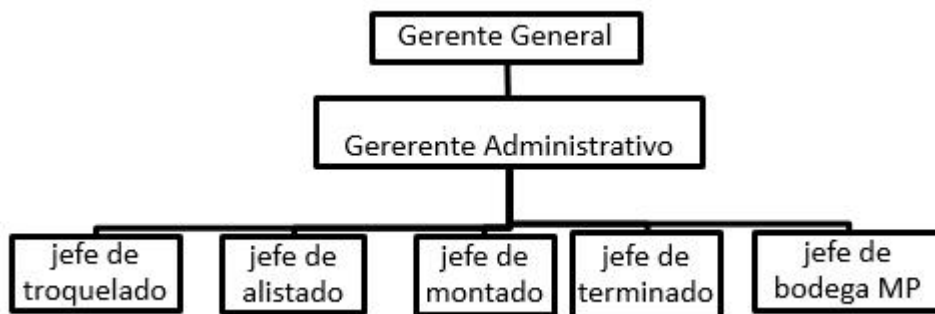 Gerente General
Gererente Administrativo
jefe de
troquelado
jefe de
alistado
jefe de
montado
jefe de
terminado
jefe de
bodega MP